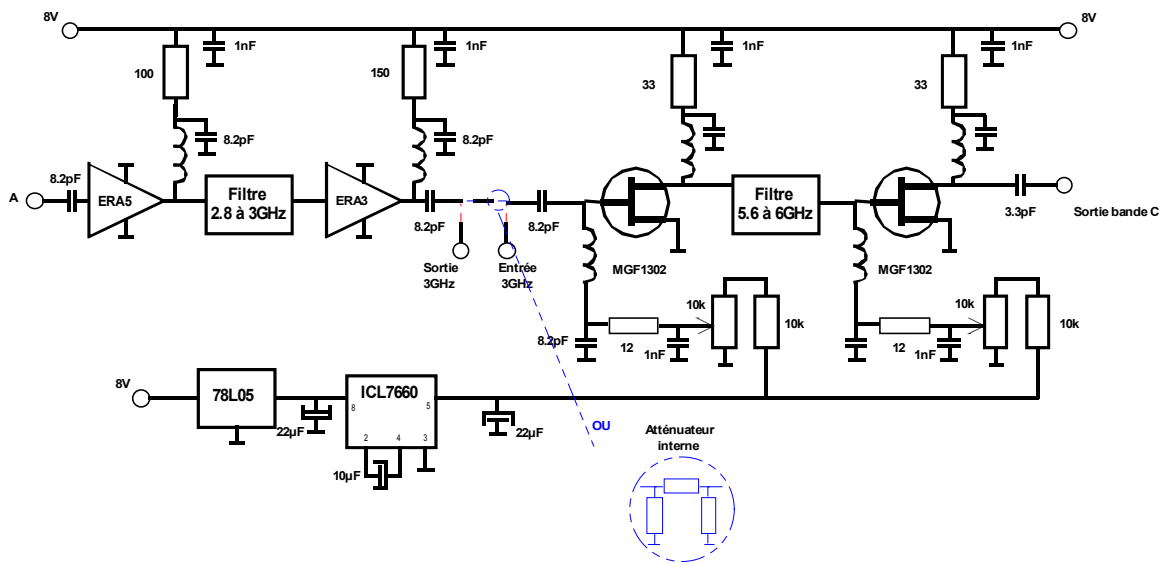 8V
8V
1nF
1nF
1nF
1nF
100
150
33
33
8.2pF
8.2pF
8.2pF
A
ERA5
Filtre
2.8 à 3GHz
ERA3
8.2pF
8.2pF
Filtre
5.6 à 6GHz
3.3pF
Sortie bande C
Sortie
3GHz
Entrée
3GHz
MGF1302
MGF1302
10k
10k
10k
10k
8.2pF
12
1nF
12
1nF
8V
78L05
ICL7660
8
5
2
4
3
22µF
22µF
10µF
OU
Atténuateur
interne